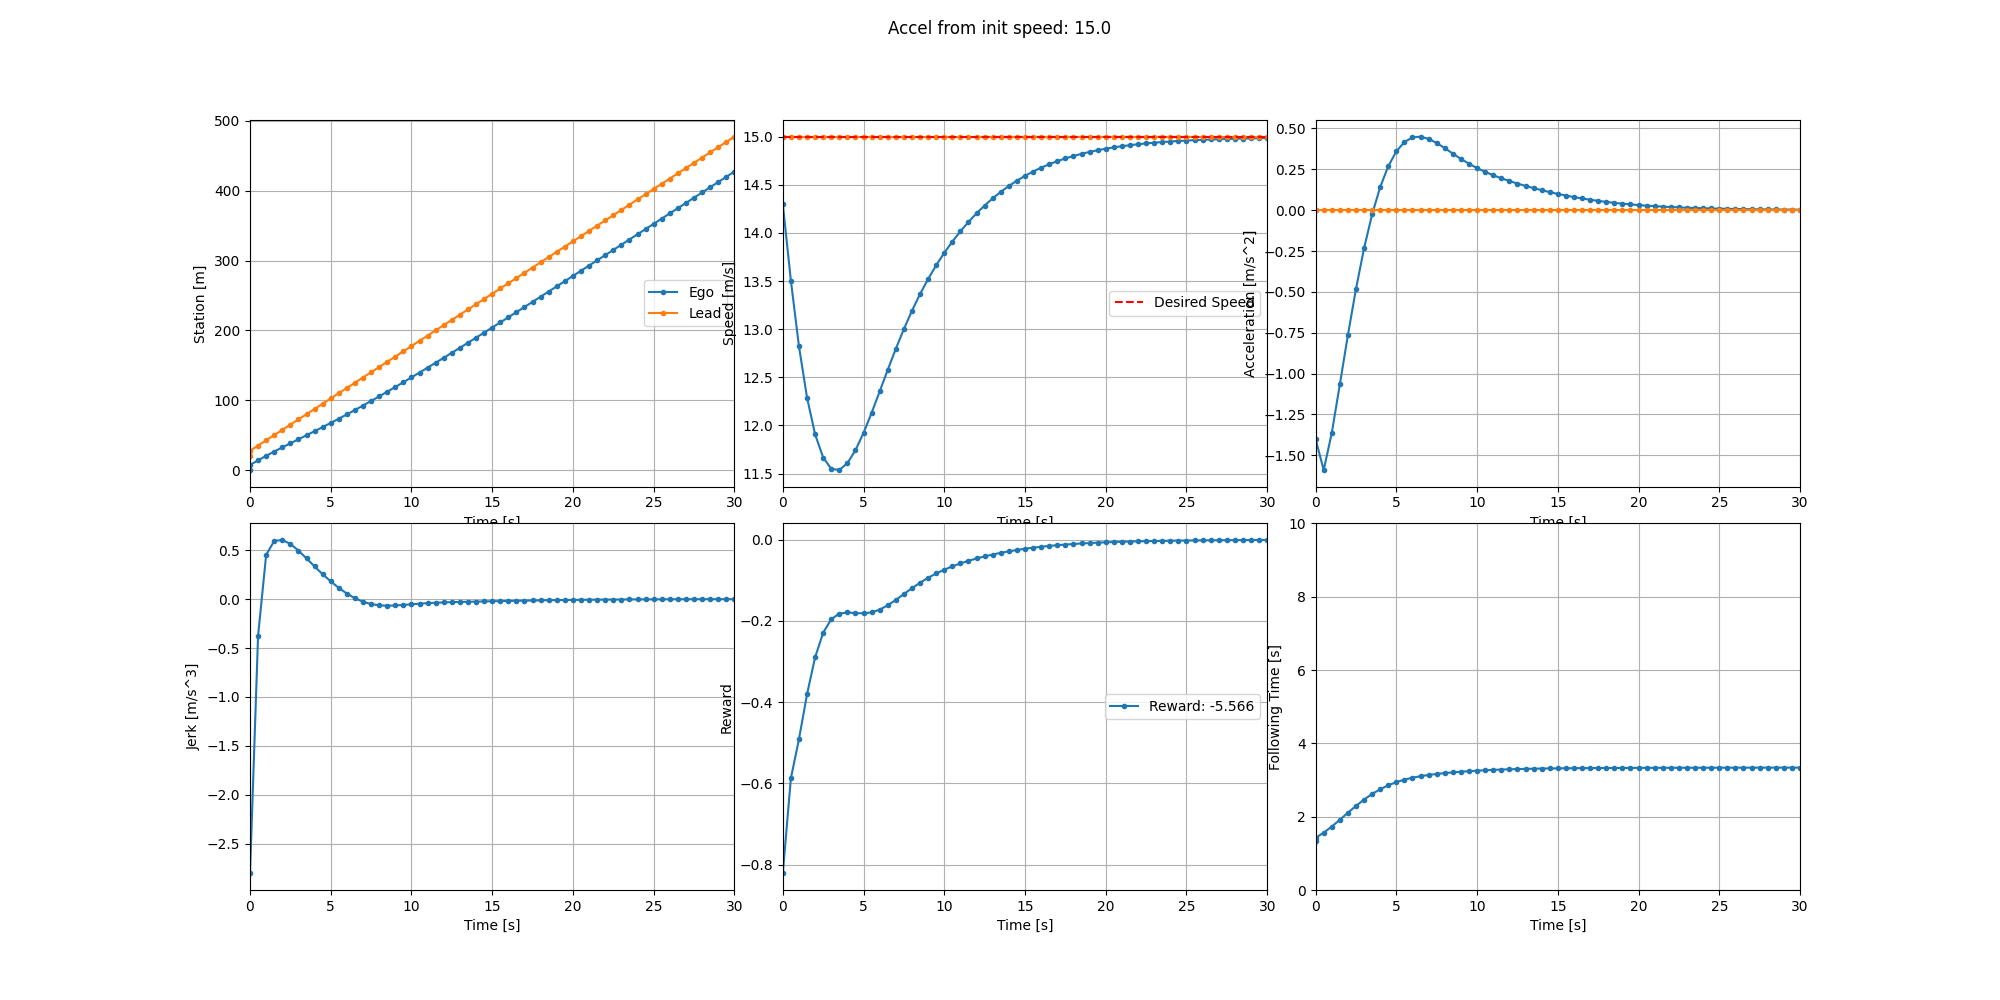 Accel from init speed: 15.0
500
400
300
200
100
0
Station [m]
Ego
Lead
0 5 10 15 20 25 30
Time [s]
15.0
14.5
14.0
13.5
13.0
12.5
12.0
11.5
Speed [m/s]
Desired Speed
0 5 10 15 20 25 30
Time [s]
0.50
0.25
0.00
−0.25
−0.50
−0.75
−1.00
−1.25
−1.50
Acceleration [m/s^2]
0 5 10 15 20 25 30
Time [s]
0.5
0.0
−0.5
−1.0
−1.5
−2.0
−2.5
Jerk [m/s^3]
0 5 10 15 20 25 30
Time [s]
0.0
−0.2
−0.4
−0.6
−0.8
Reward
Reward: -5.566
0 5 10 15 20 25 30
Time [s]
10
8
6
4
2
0
Following Time [s]
0 5 10 15 20 25 30
Time [s]